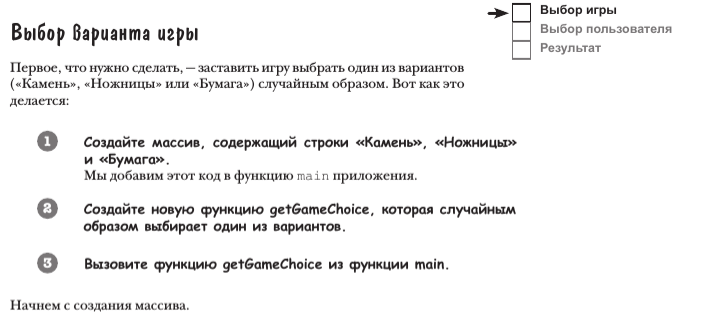 Выбор варианта игры
Выбор игры
Выбор пользователя
Результат
Первое, что нужно сделать, — заставить игру выбрать один из вариантов
(«Камень», «Ножницы» или «Бумага») случайным образом. Вот как это
делается:
1 Создайте массив, содержащий строки «Камень», «Ножницы»
и «Бумага».
Мы добавим этот код в функцию main приложения.
2 Создайте новую функцию getGameChoice, которая случайным
образом выбирает один из вариантов.
3 Вызовите функцию getGameChoice из функции main.
Начнем с создания массива.